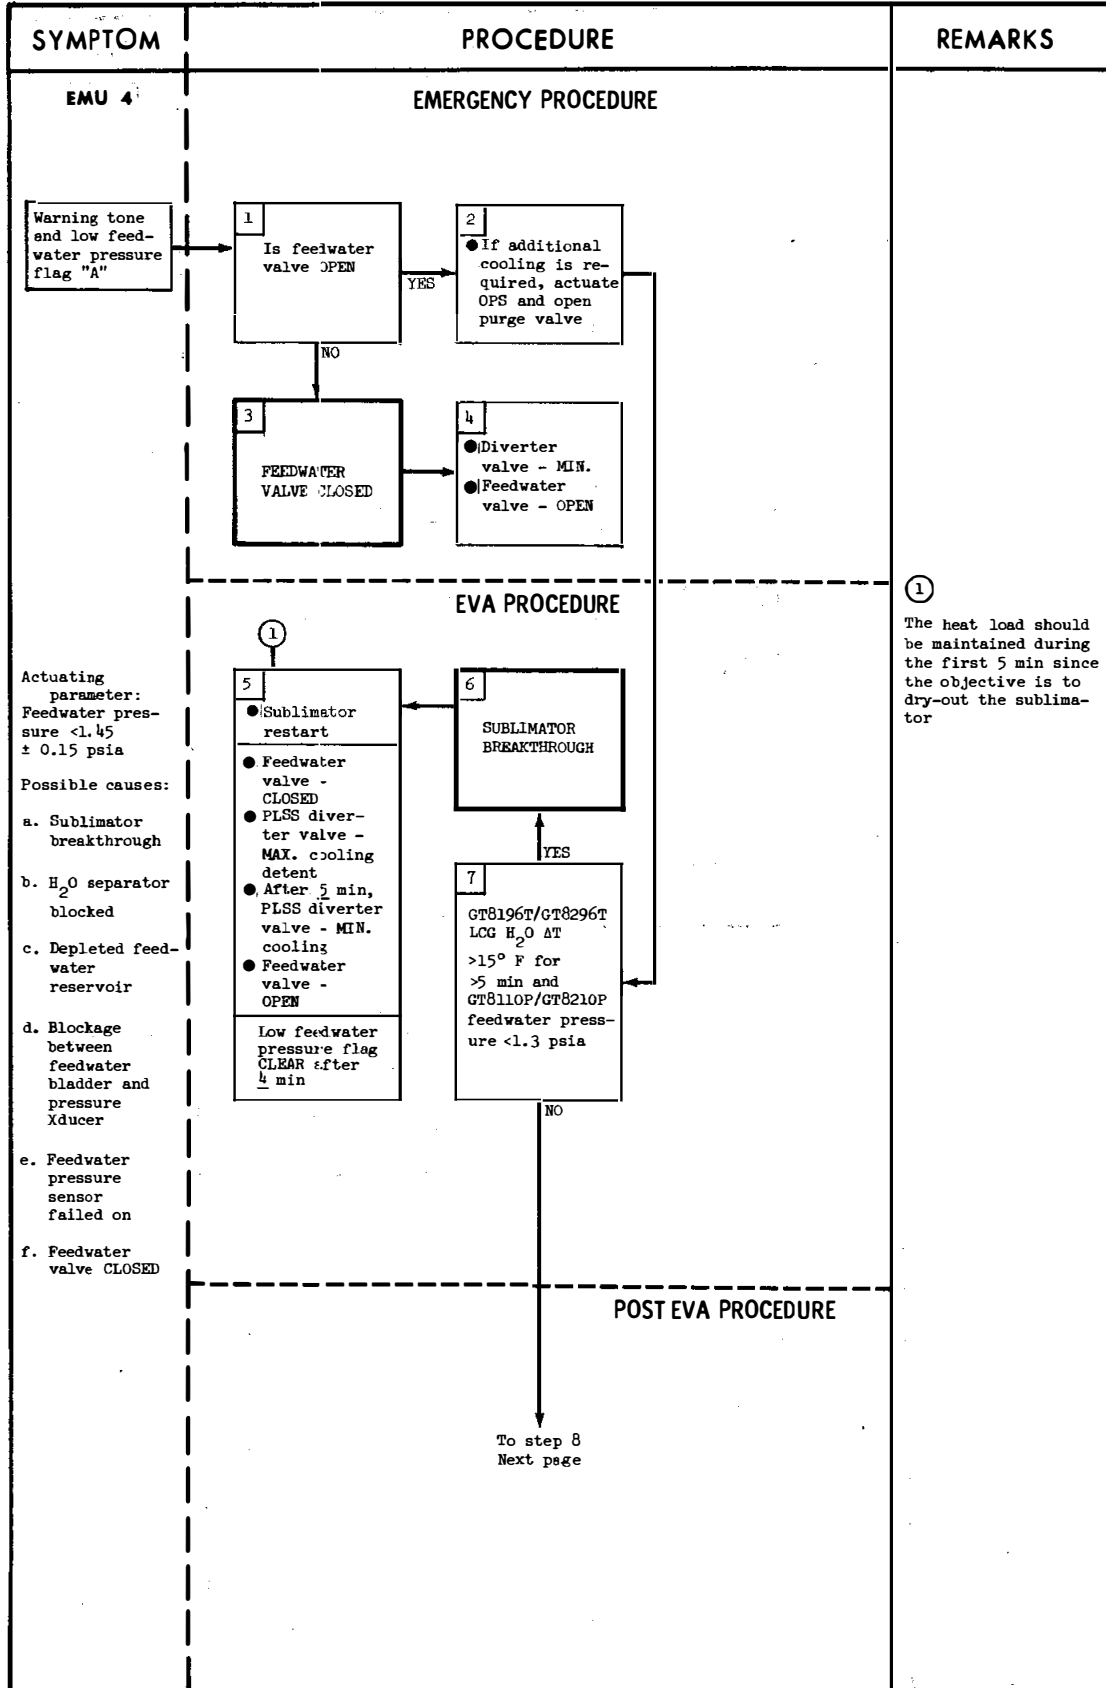 SYMPTOM
PROCEDURE
REMARKS
EMU 4
EMERGENCY PROCEDURE
Warning tone
and low feed-
water pressure
flag "A"
1
Is feedwater
valve OPEN
YES
NO
2
● If additional
cooling is re-
quired, actuate
OPS and open
purge valve
3
FEEDWATER
VALVE CLOSED
4
● Diverter
valve - MIN.
● Feedwater
valve - OPEN
EVA PROCEDURE
Actuating
parameter:
Feedwater pres-
sure <1.45
± 0.15 psia
Possible causes:
a. Sublimator
breakthrough
b. H2O separator
blocked
c. Depleted feed-
water
reservoir
d. Blockage
between
feedwater
bladder and
pressure
Xducer
e. Feedwater
pressure
sensor
failed on
f. Feedwater
valve CLOSED
1
5
● Sublimator
restart
● Feedwater
valve -
CLOSED
● PLSS diver-
ter valve -
MAX. cooling
detent
● After 5 min,
PLSS diverter
valve - MIN.
cooling
● Feedwater
valve -
OPEN
Low feedwater
pressure flag
CLEAR after
4 min
6
SUBLIMATOR
BREAKTHROUGH
YES
7
GT8196T/GT8296T
LCG H2O ΔT
>15° F for
>5 min and
GT8110P/GT8210P
feedwater press-
ure <1.3 psia
NO
1
The heat load should
be maintained during
the first 5 min since
the objective is to
dry-out the sublima-
tor
POST EVA PROCEDURE
To step 8
Next page